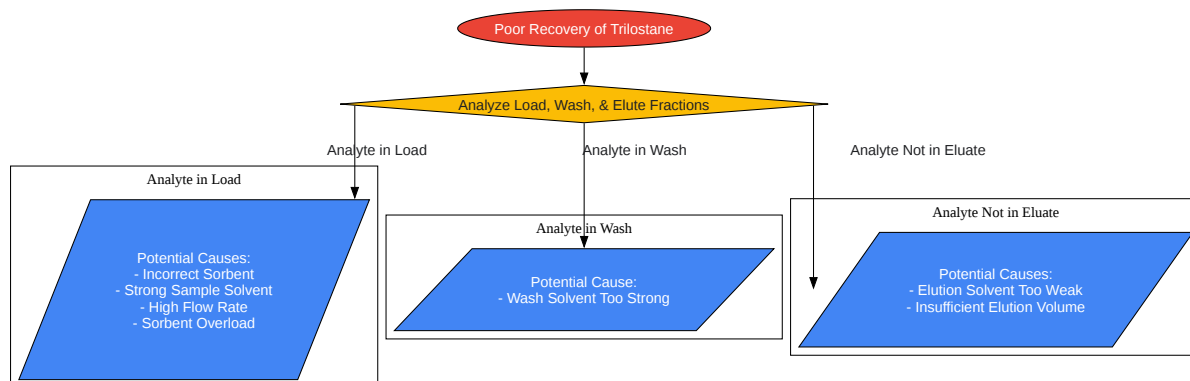 Poor Recovery of Trilostane
Analyze Load, Wash, & Elute Fractions
Analyte in Load
Analyte in Wash
Analyte Not in Eluate
Analyte in Load
Potential Causes:
- Incorrect Sorbent
- Strong Sample Solvent
- High Flow Rate
- Sorbent Overload
Analyte in Wash
Potential Cause:
- Wash Solvent Too Strong
Analyte Not in Eluate
Potential Causes:
- Elution Solvent Too Weak
- Insufficient Elution Volume